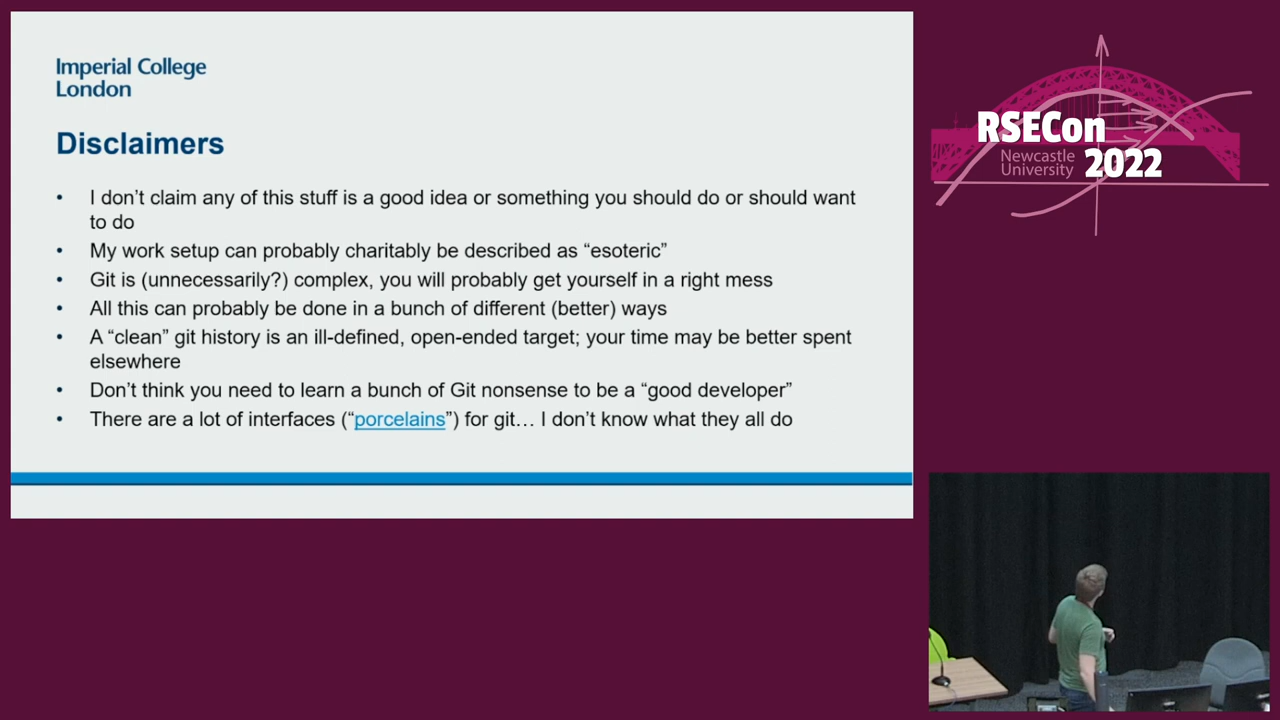 Imperial College
London
Disclaimers
• I don’t claim any of this stuff is a good idea or something you should do or should want
to do
• My work setup can probably charitably be described as “esoteric”
• Git is (unnecessarily?) complex, you will probably get yourself in a right mess
• All this can probably be done in a bunch of different (better) ways
• A “clean” git history is an ill-defined, open-ended target; your time may be better spent
elsewhere
• Don’t think you need to learn a bunch of Git nonsense to be a “good developer”
• There are a lot of interfaces (“porcelains”) for git… I don’t know what they all do
RSECon
Newcastle
University
2022